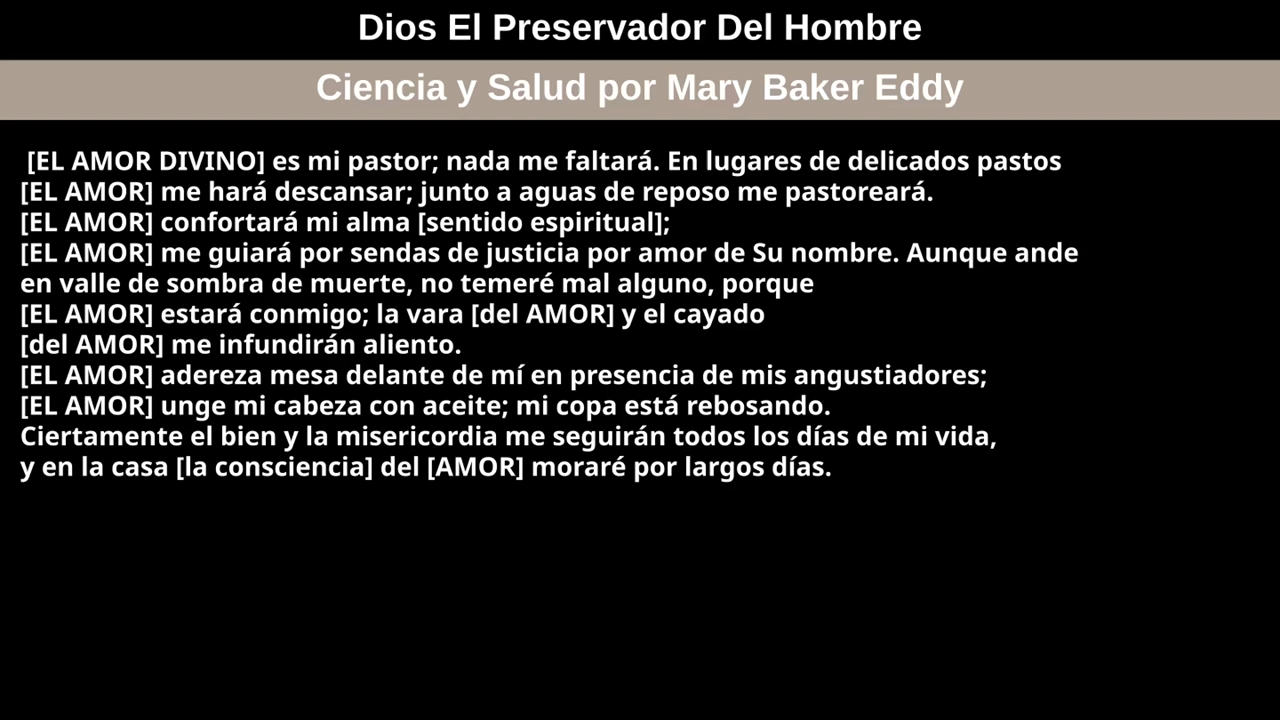 Dios El Preservador Del Hombre
Ciencia y Salud por Mary Baker Eddy
[EL AMOR DIVINO] es mi pastor; nada me faltará. En lugares de delicados pastos
[EL AMOR] me hará descansar; junto a aguas de reposo me pastoreará.
[EL AMOR] confortará mi alma [sentido espiritual];
[EL AMOR] me guiará por sendas de justicia por amor de Su nombre. Aunque ande
en valle de sombra de muerte, no temeré mal alguno, porque
[EL AMOR] estará conmigo; la vara [del AMOR] y el cayado
[del AMOR] me infundirán aliento.
[EL AMOR] adereza mesa delante de mí en presencia de mis angustiadores;
[EL AMOR] unge mi cabeza con aceite; mi copa está rebosando.
Ciertamente el bien y la misericordia me seguirán todos los días de mi vida,
y en la casa [la consciencia] del [AMOR] moraré por largos días.